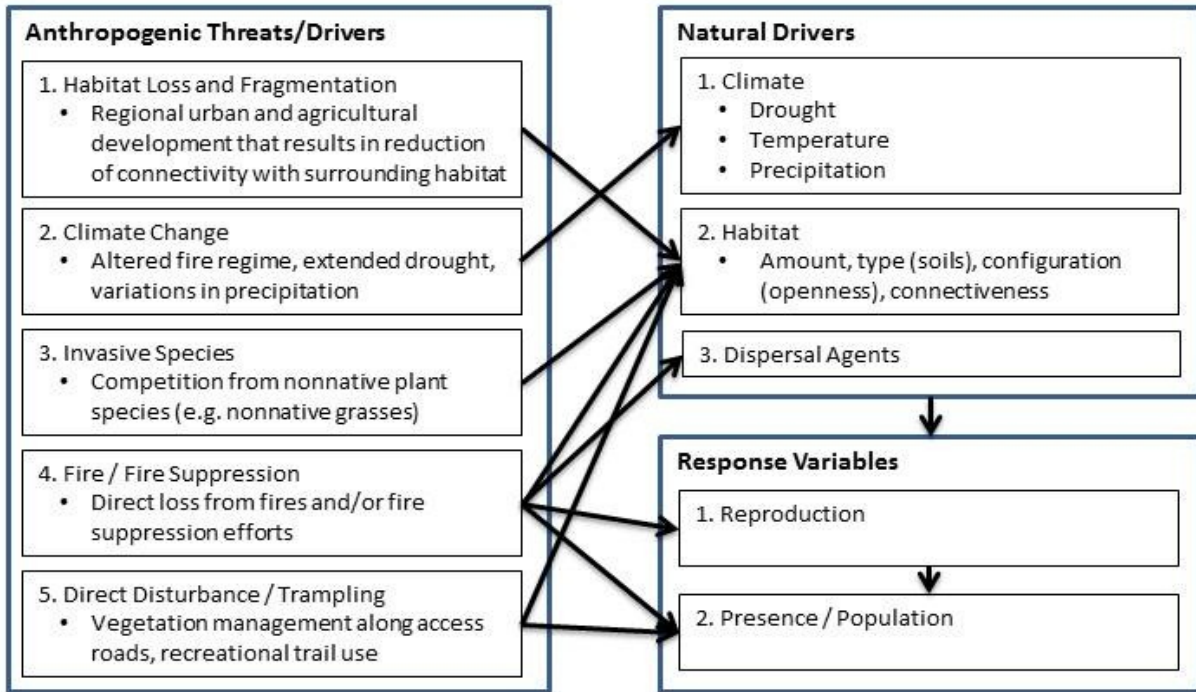 Anthropogenic Threats/Drivers
1. Habitat Loss and Fragmentation
• Regional urban and agricultural
development that results in reduction
of connectivity with surrounding habitat
2. Climate Change
• Altered fire regime, extended drought,
variations in precipitation
3. Invasive Species
• Competition from nonnative plant
species (e.g. nonnative grasses)
4. Fire / Fire Suppression
• Direct loss from fires and/or fire
suppression efforts
5. Direct Disturbance / Trampling
• Vegetation management along access
roads, recreational trail use
Natural Drivers
1. Climate
• Drought
• Temperature
• Precipitation
2. Habitat
• Amount, type (soils), configuration
(openness), connectiveness
3. Dispersal Agents
Response Variables
1. Reproduction
2. Presence / Population